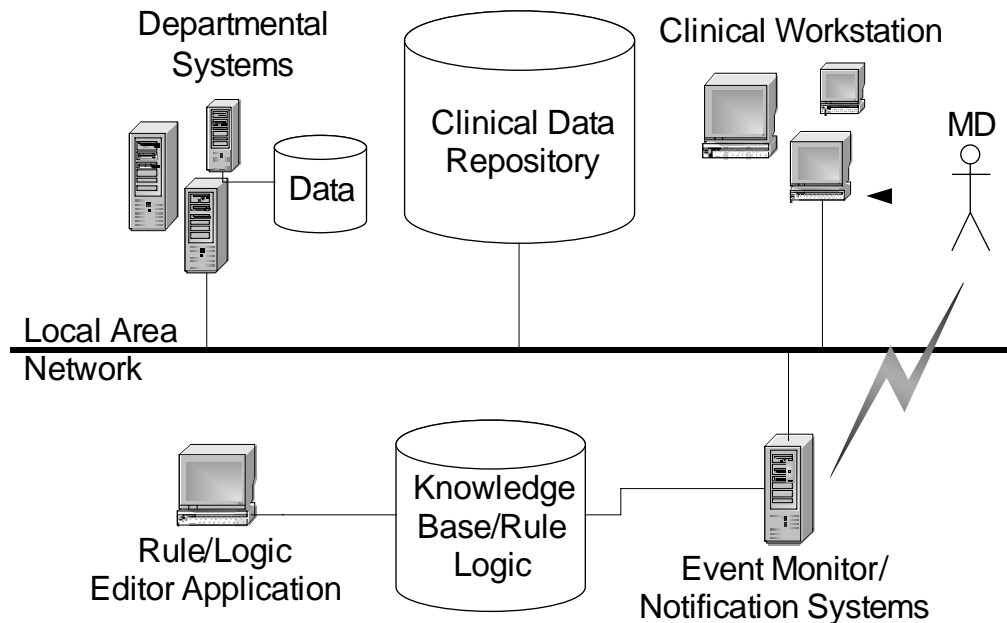 Departmental
Systems
Data
Clinical Data
Repository
Clinical Workstation
MD
Local Area
Network
Rule/Logic
Editor Application
Knowledge
Base/Rule
Logic
Event Monitor/
Notification Systems